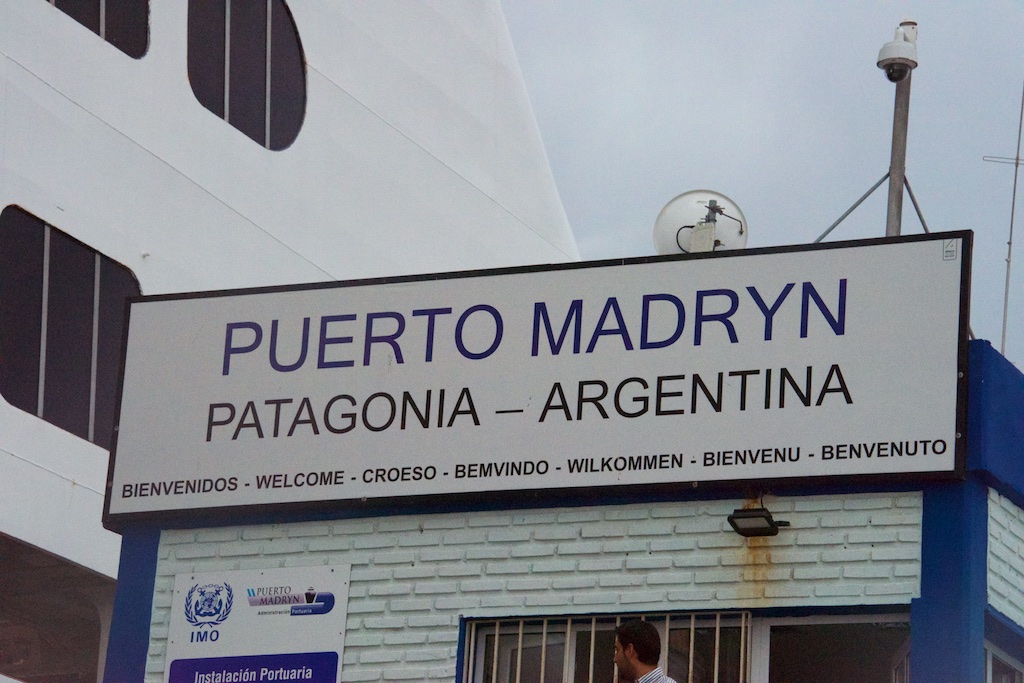 PUERTO MADRYN
PATAGONIA – ARGENTINA
BIENVENIDOS - WELCOME - CROESO - BEMVINDO - WILKOMMEN - BIENVENU - BENVENUTO
IMO
PUERTO
MADRYN
Administración Portuaria
Instalación Portuaria